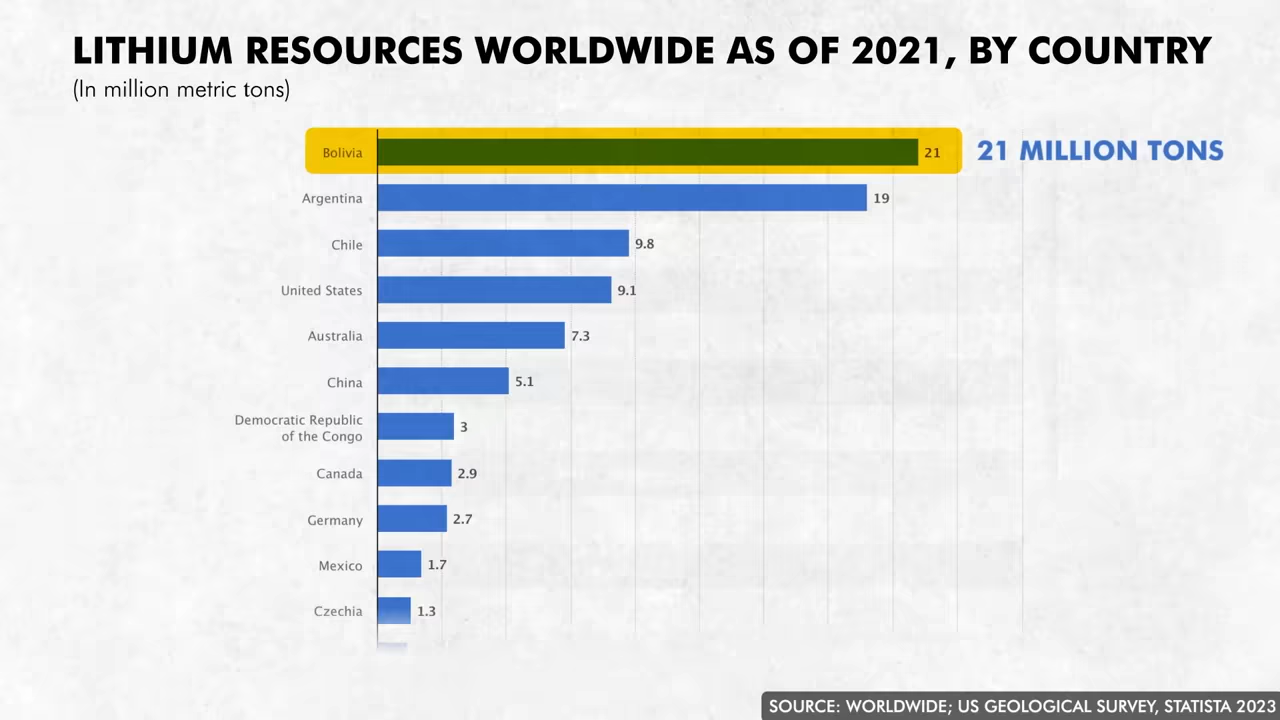 LITHIUM RESOURCES WORLDWIDE AS OF 2021, BY COUNTRY
(In million metric tons)
Bolivia 21 21 MILLION TONS
Argentina 19
Chile 9.8
United States 9.1
Australia 7.3
China 5.1
Democratic Republic
of the Congo 3
Canada 2.9
Germany 2.7
Mexico 1.7
Czechia 1.3
SOURCE: WORLDWIDE; US GEOLOGICAL SURVEY, STATISTA 2023